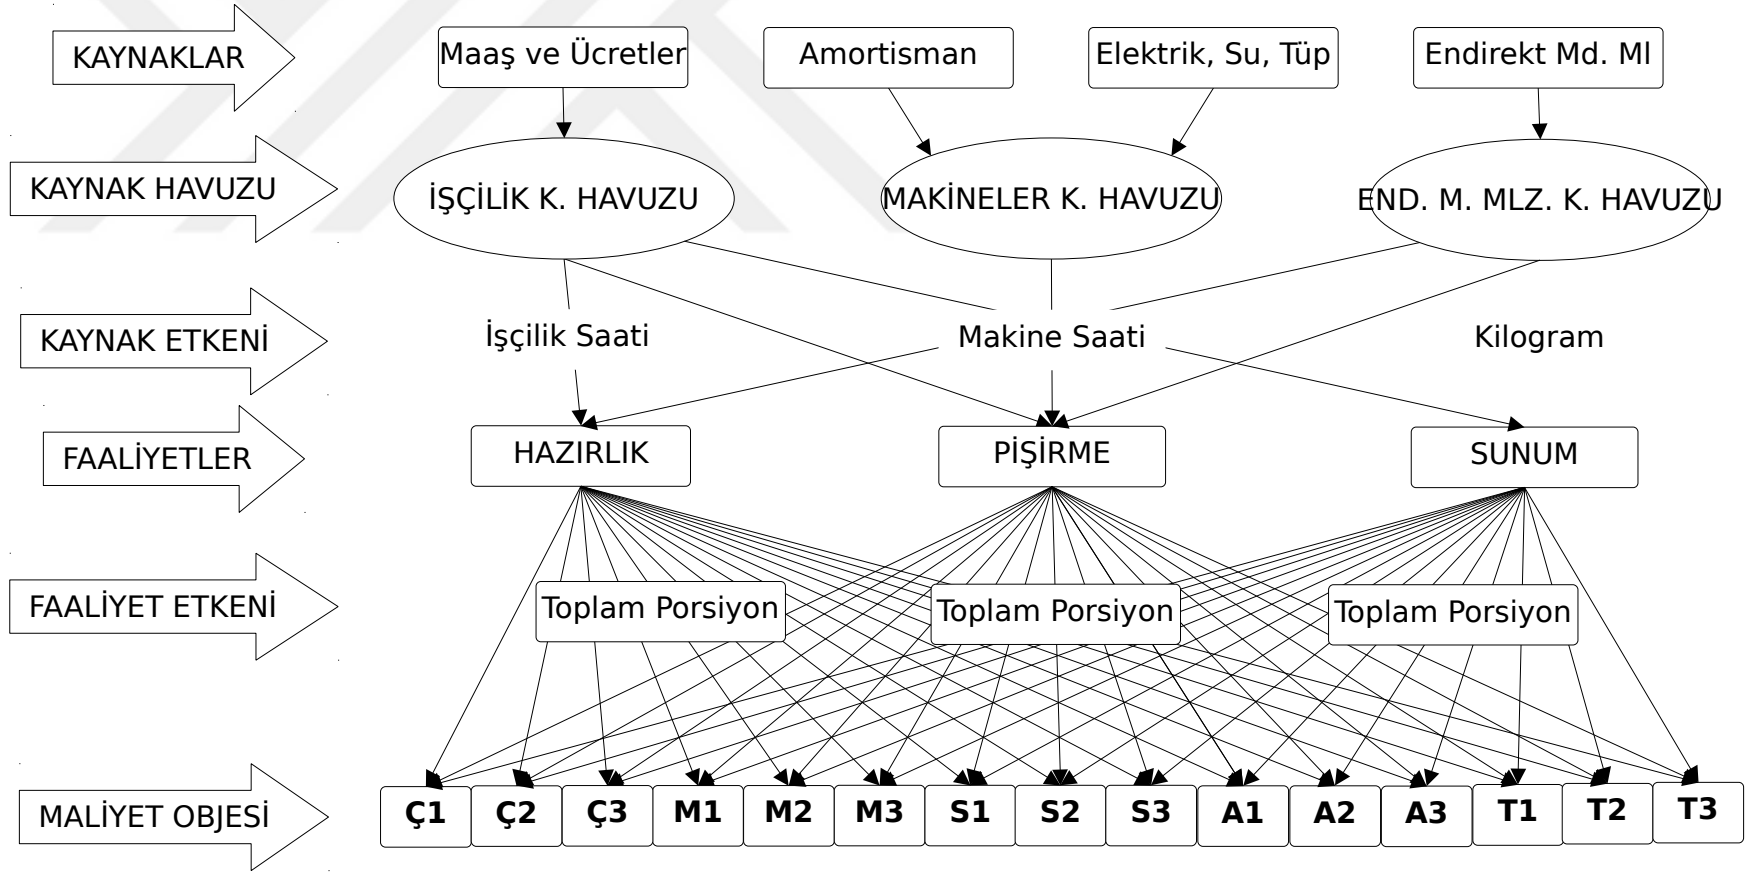 KAYNAKLAR
Maaş ve Ücretler
Amortisman
Elektrik, Su, Tüp
Endirekt Md. Ml
KAYNAK HAVUZU
İŞÇİLİK K. HAVUZU
MAKİNELER K. HAVUZU
END. M. MLZ. K. HAVUZU
KAYNAK ETKENİ
İşçilik Saati
Makine Saati
Kilogram
FAALİYETLER
HAZIRLIK
PİŞİRME
SUNUM
FAALİYET ETKENİ
Toplam Porsiyon
Toplam Porsiyon
Toplam Porsiyon
MALİYET OBJESİ
Ç1
Ç2
Ç3
M1
M2
M3
S1
S2
S3
A1
A2
A3
T1
T2
T3